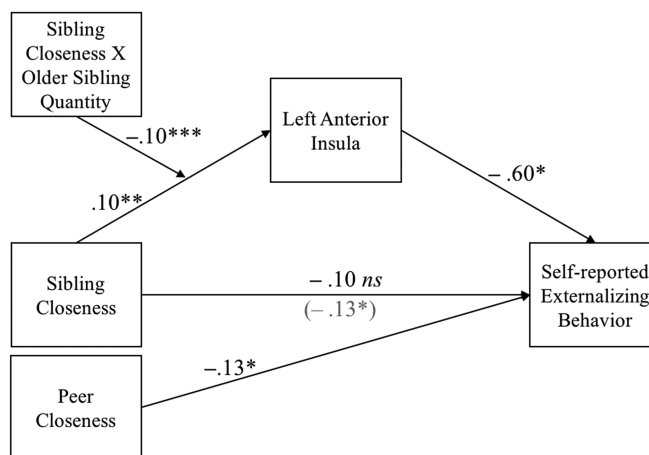 Sibling
Closeness X
Older Sibling
Quantity
–.10***
Left Anterior
Insula
.10**
– .60*
Sibling
Closeness
– .10 ns
(– .13*)
Self-reported
Externalizing
Behavior
–.13*
Peer
Closeness